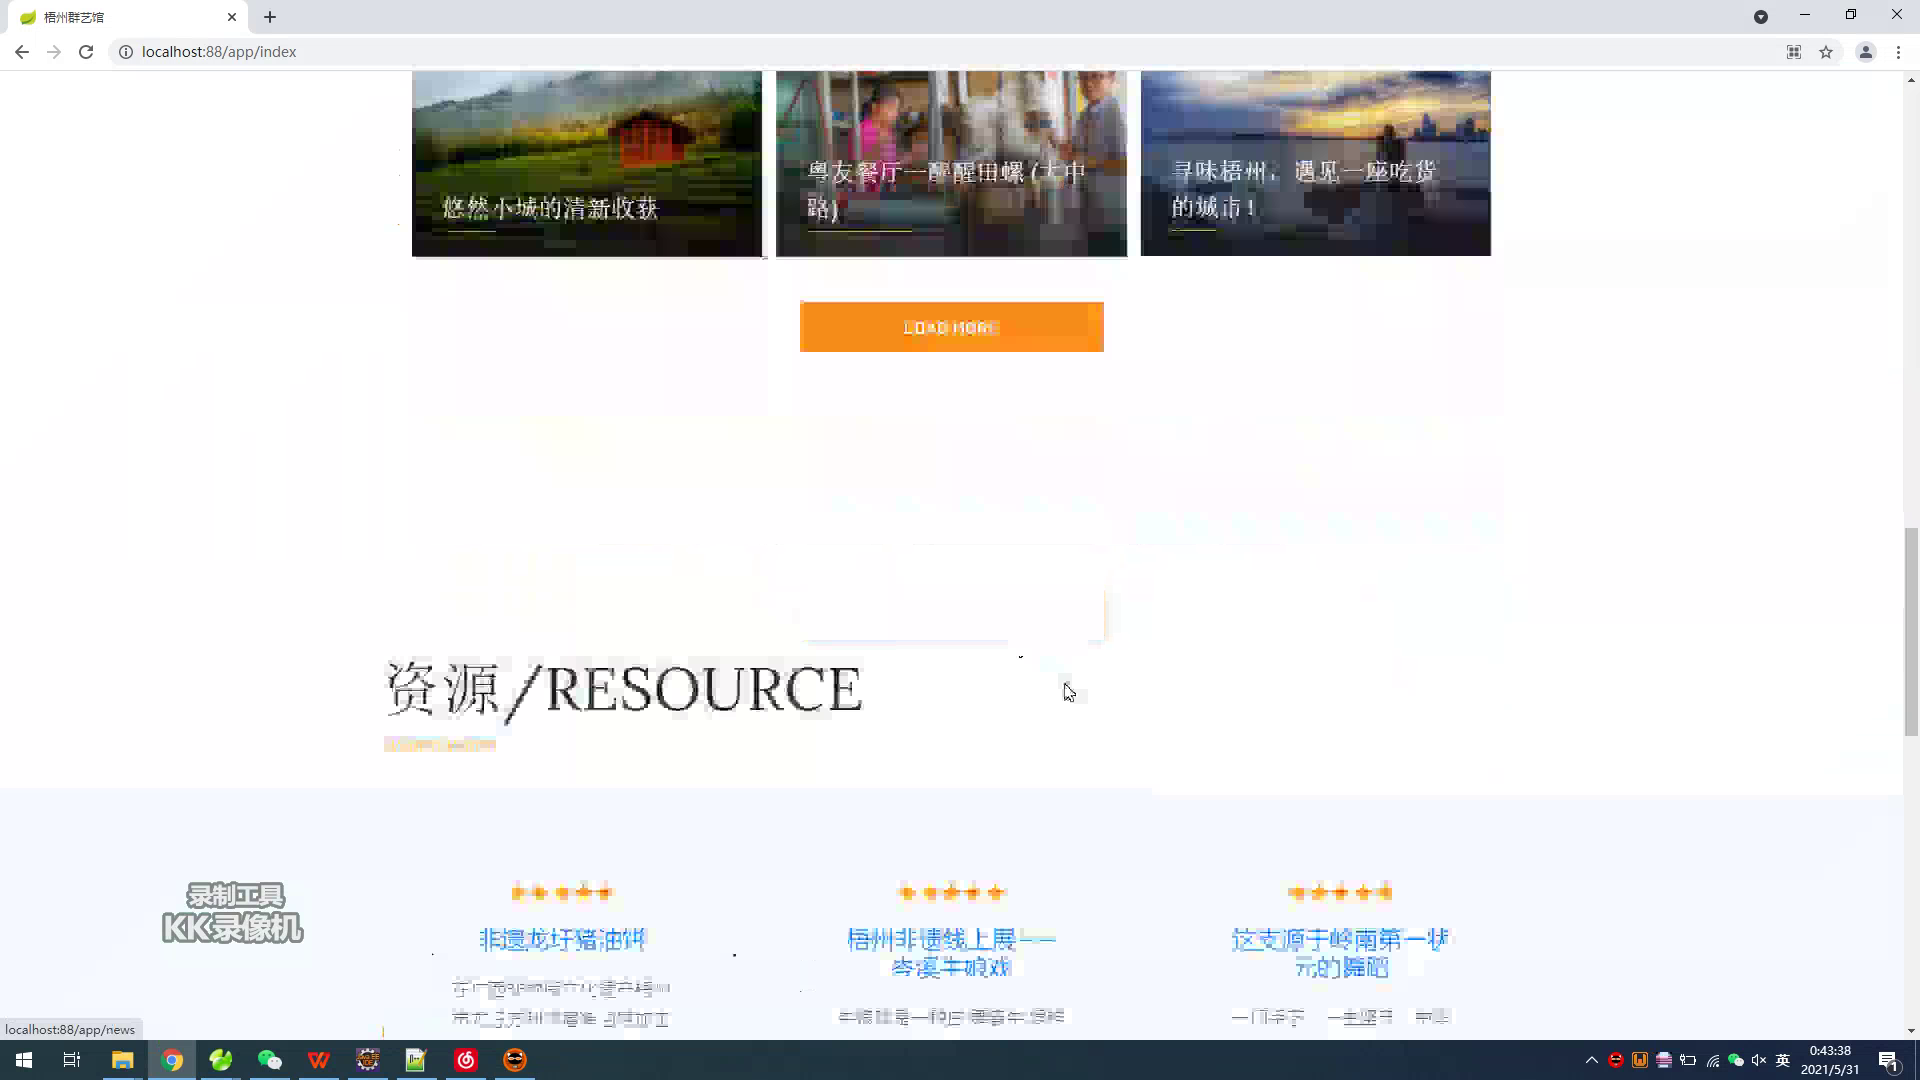 梧州群艺馆
localhost:88/app/index
悠然小城的清新收获
粤友餐厅—醒醒田螺(大中
路)
寻味梧州，遇见一座吃货
的城市！
LOAD MORE
资源/RESOURCE
录制工具
KK录像机
非遗龙圩猪油饼
梧州非遗线上展——
岑溪牛娘戏
这支源于岭南第一状
元的舞蹈
localhost:88/app/news
英
0:43:38
2021/5/31
1